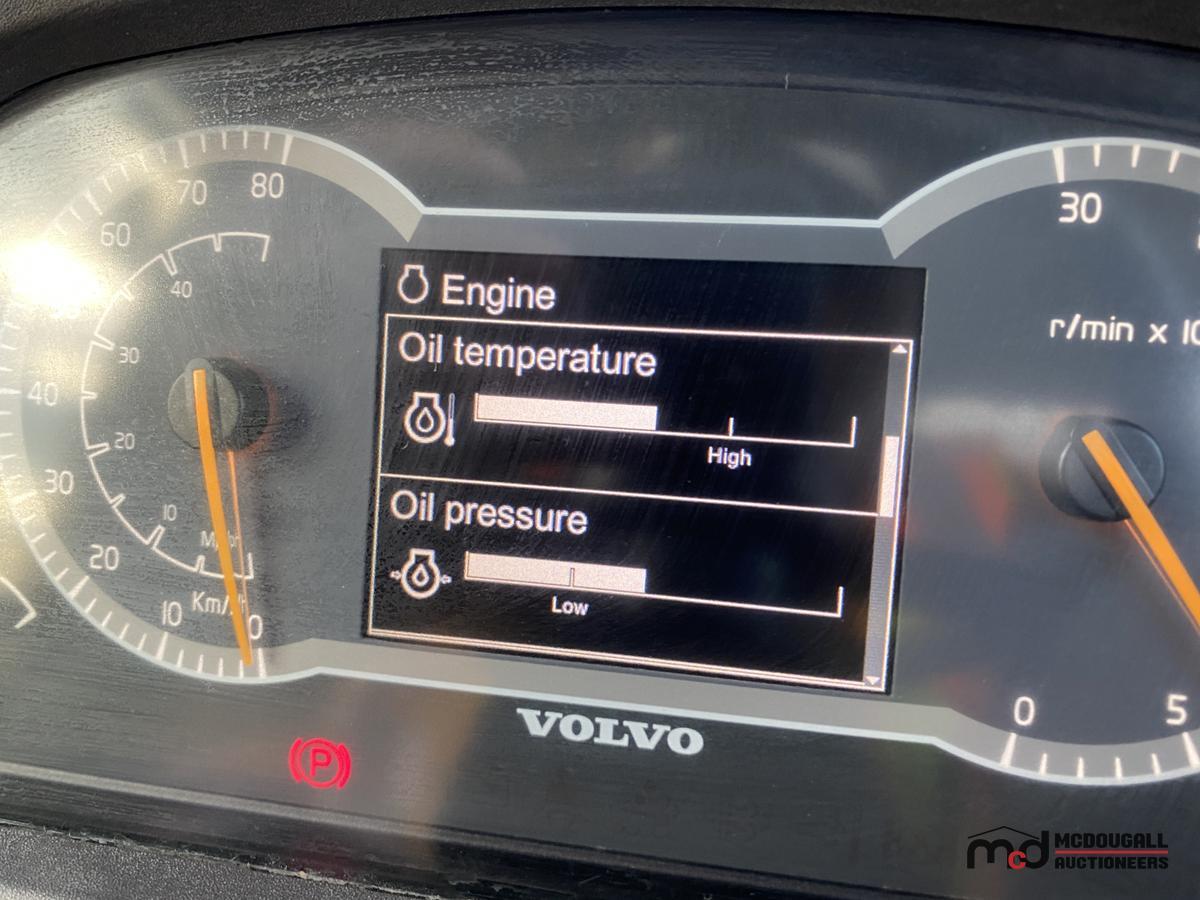 80
70
60
40
30
20
10
0
40
30
20
10
Km/
Engine
Oil temperature
High
Oil pressure
Low
VOLVO
P
30
r/min x 10
0
5
mcd MCDOUGALL
AUCTIONEERS